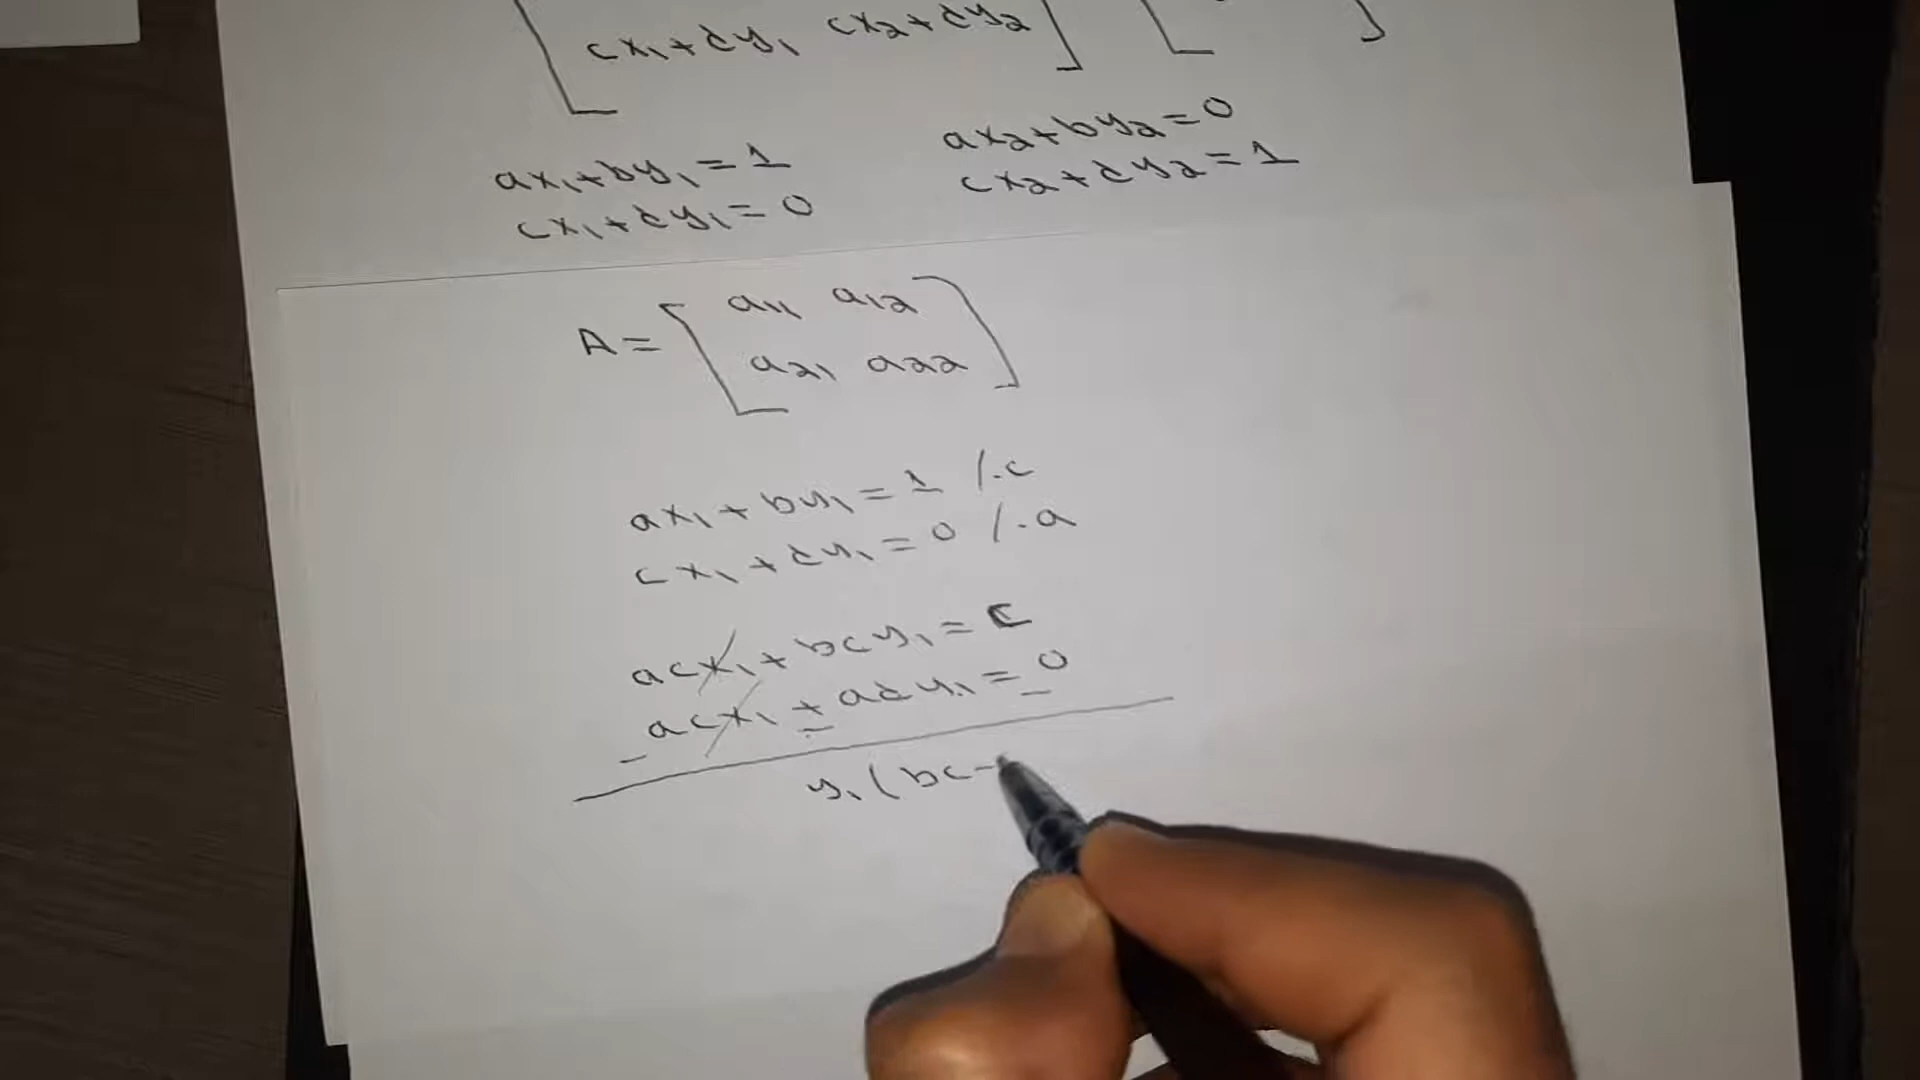 cx₁+dy₁ cx₂+dy₂
ax₁+by₁=1
cx₁+dy₁=0
ax₂+by₂=0
cx₂+dy₂=1
A= a₁₁ a₁₂
a₂₁ a₂₂
ax₁+by₁=1 /.c
cx₁+dy₁=0 /.a
acx₁+bcy₁=c
acx₁+ady₁=0
y₁(bc-